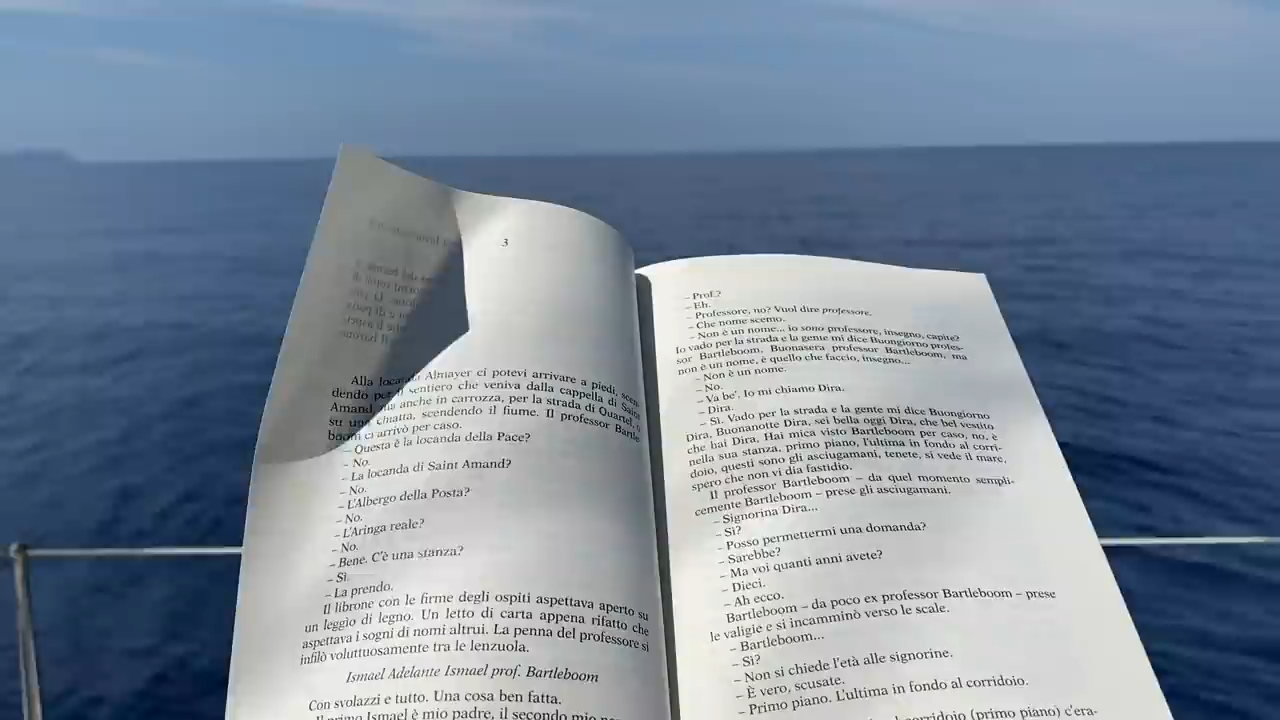 3
Alla locanda Almayer ci potevi arrivare a piedi, scen-
dendo per il sentiero che veniva dalla cappella di Saint
Amand, ma anche in carrozza, per la strada di Quartel, o
su una chiatta, scendendo il fiume. Il professor Bartle-
boom ci arrivò per caso.
– Questa è la locanda della Pace?
– No.
– La locanda di Saint Amand?
– No.
– L'Albergo della Posta?
– No.
– L'Aringa reale?
– No.
– Bene. C'è una stanza?
– Sì.
– La prendo.
Il librone con le firme degli ospiti aspettava aperto su
un leggìo di legno. Un letto di carta appena rifatto che
aspettava i sogni di nomi altrui. La penna del professore si
infilò voluttuosamente tra le lenzuola.
Ismael Adelante Ismael prof. Bartleboom
Con svolazzi e tutto. Una cosa ben fatta.
Il primo Ismael è mio padre, il secondo mio
– Prof.?
– Eh.
– Professore, no? Vuol dire professore.
– Che nome scemo.
– Non è un nome... io sono professore, insegno, capite?
Io vado per la strada e la gente mi dice Buongiorno profes-
sor Bartleboom, Buonasera professor Bartleboom, ma
non è un nome, è quello che faccio, insegno...
– Non è un nome.
– No.
– Va be'. Io mi chiamo Dira.
– Dira.
– Sì. Vado per la strada e la gente mi dice Buongiorno
Dira, Buonanotte Dira, sei bella oggi Dira, che bel vestito
che hai Dira, Hai mica visto Bartleboom per caso, no, è
nella sua stanza, primo piano, l'ultima in fondo al corri-
doio, questi sono gli asciugamani, tenete, si vede il mare,
spero che non vi dia fastidio.
Il professor Bartleboom – da quel momento sempli-
cemente Bartleboom – prese gli asciugamani.
– Signorina Dira...
– Sì?
– Posso permettermi una domanda?
– Sarebbe?
– Ma voi quanti anni avete?
– Dieci.
– Ah ecco.
Bartleboom – da poco ex professor Bartleboom – prese
le valigie e si incamminò verso le scale.
– Bartleboom...
– Sì?
– Non si chiede l'età alle signorine.
– È vero, scusate.
– Primo piano. L'ultima in fondo al corridoio.
al corridoio (primo piano) c'era-